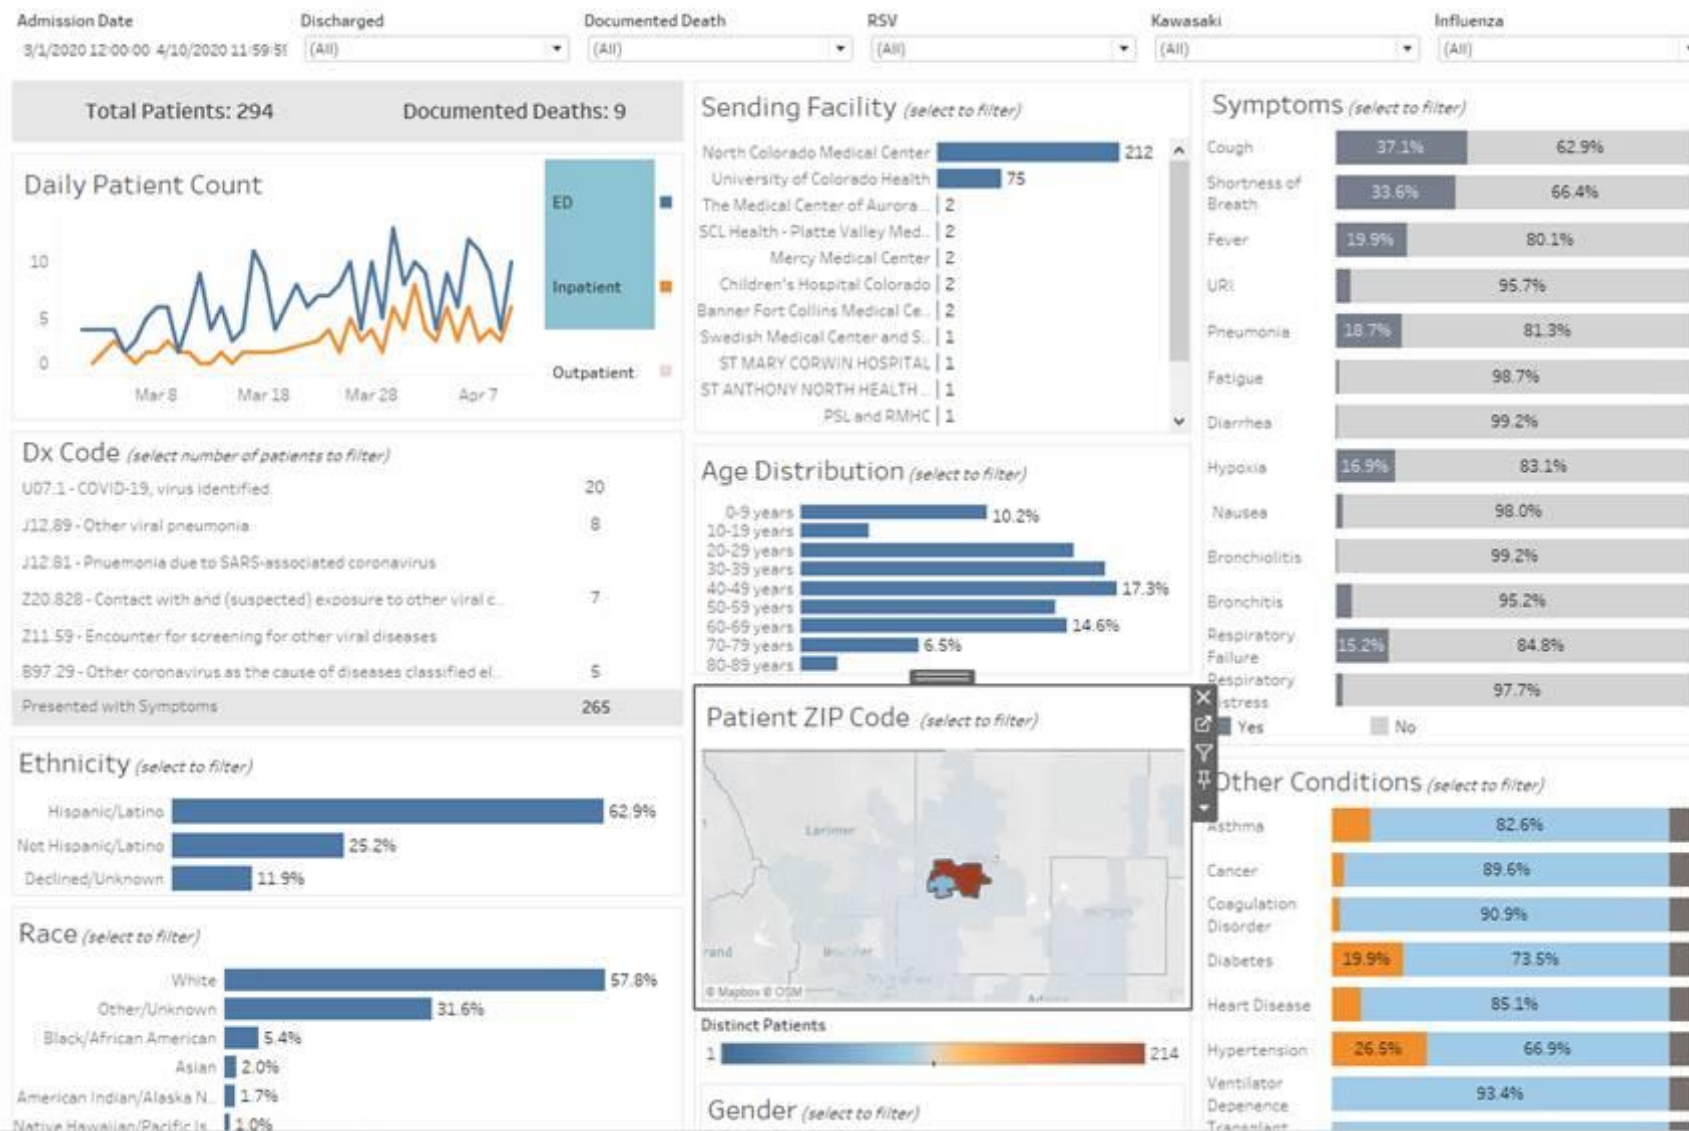 Admission Date
Discharged
Documented Death
RSV
Kawasaki
Influenza
3/1/2020 12:00:00 4/10/2020 11:59:59
(All)
(All)
(All)
(All)
(All)
Total Patients: 294
Documented Deaths: 9
Daily Patient Count
ED
Inpatient
Outpatient
10
5
0
Mar 8
Mar 18
Mar 28
Apr 7
Dx Code (select number of patients to filter)
U07.1 - COVID-19, virus identified 20
J12.89 - Other viral pneumonia 8
J12.81 - Pnuemonia due to SARS-associated coronavirus
Z20.828 - Contact with and (suspected) exposure to other viral c... 7
Z11.59 - Encounter for screening for other viral diseases
B97.29 - Other coronavirus as the cause of diseases classified el.. 5
Presented with Symptoms 265
Ethnicity (select to filter)
Hispanic/Latino 62.9%
Not Hispanic/Latino 25.2%
Declined/Unknown 11.9%
Race (select to filter)
White 57.8%
Other/Unknown 31.6%
Black/African American 5.4%
Asian 2.0%
American Indian/Alaska N.. 1.7%
Native Hawaiian/Pacific Is.. 1.0%
Sending Facility (select to filter)
North Colorado Medical Center 212
University of Colorado Health 75
The Medical Center of Aurora... 2
SCL Health - Platte Valley Med.. 2
Mercy Medical Center 2
Children's Hospital Colorado 2
Banner Fort Collins Medical Ce.. 2
Swedish Medical Center and S.. 1
ST MARY CORWIN HOSPITAL 1
ST ANTHONY NORTH HEALTH .. 1
PSL and RMHC 1
Age Distribution (select to filter)
0-9 years 10.2%
10-19 years
20-29 years
30-39 years
40-49 years 17.3%
50-59 years
60-69 years 14.6%
70-79 years 6.5%
80-89 years
Patient ZIP Code (select to filter)
Larimer
rand
Boulder
© Mapbox © OSM
Distinct Patients
1
214
Gender (select to filter)
Symptoms (select to filter)
Cough 37.1% 62.9%
Shortness of
Breath 33.6% 66.4%
Fever 19.9% 80.1%
URI 95.7%
Pneumonia 18.7% 81.3%
Fatigue 98.7%
Diarrhea 99.2%
Hypoxia 16.9% 83.1%
Nausea 98.0%
Bronchiolitis 99.2%
Bronchitis 95.2%
Respiratory
Failure 15.2% 84.8%
Respiratory
istress 97.7%
Yes
No
Other Conditions (select to filter)
Asthma 82.6%
Cancer 89.6%
Coagulation
Disorder 90.9%
Diabetes 19.9% 73.5%
Heart Disease 85.1%
Hypertension 26.5% 66.9%
Ventilator
Depenence 93.4%
Transplant